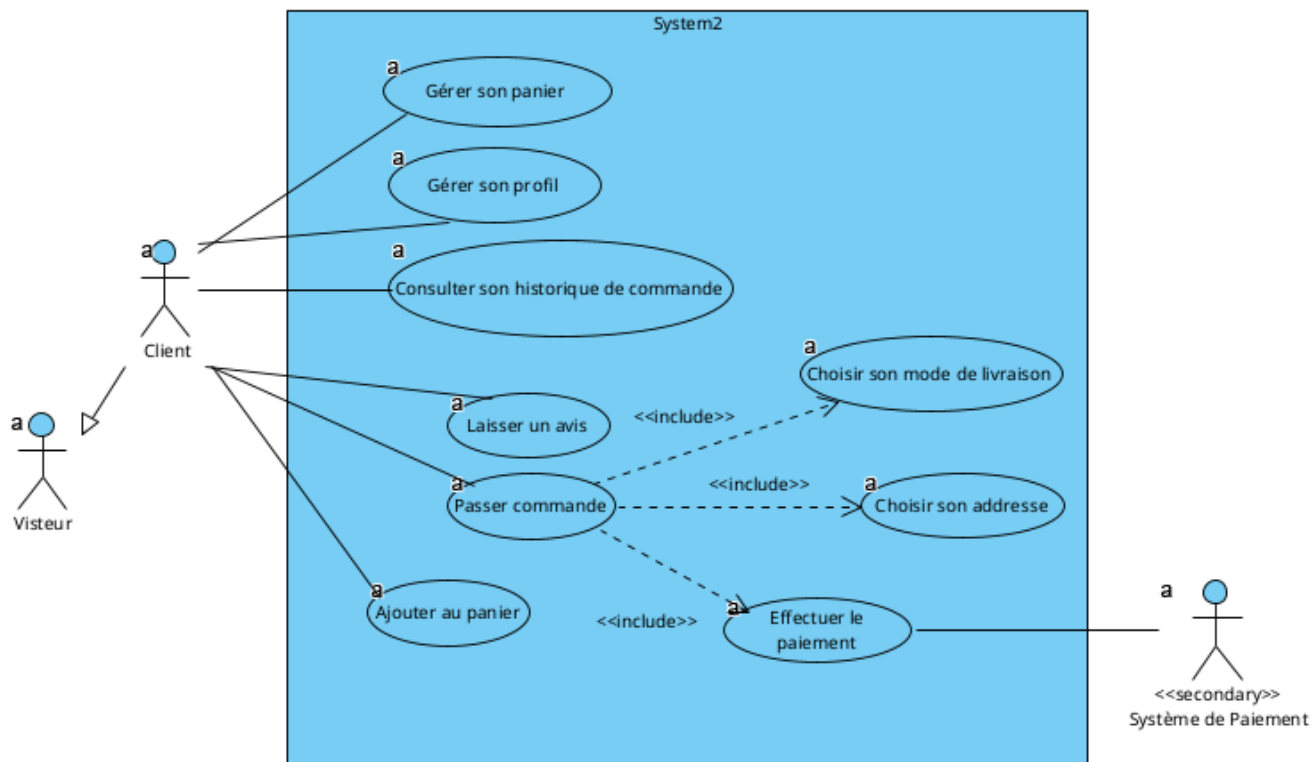 System2
a
Gérer son panier
a
Gérer son profil
a
Consulter son historique de commande
a
Client
a
Choisir son mode de livraison
a
Laisser un avis
<<include>>
a
Visteur
a
Passer commande
<<include>>
a
Choisir son addresse
a
Ajouter au panier
<<include>>
a
Effectuer le
paiement
a
<<secondary>>
Système de Paiement